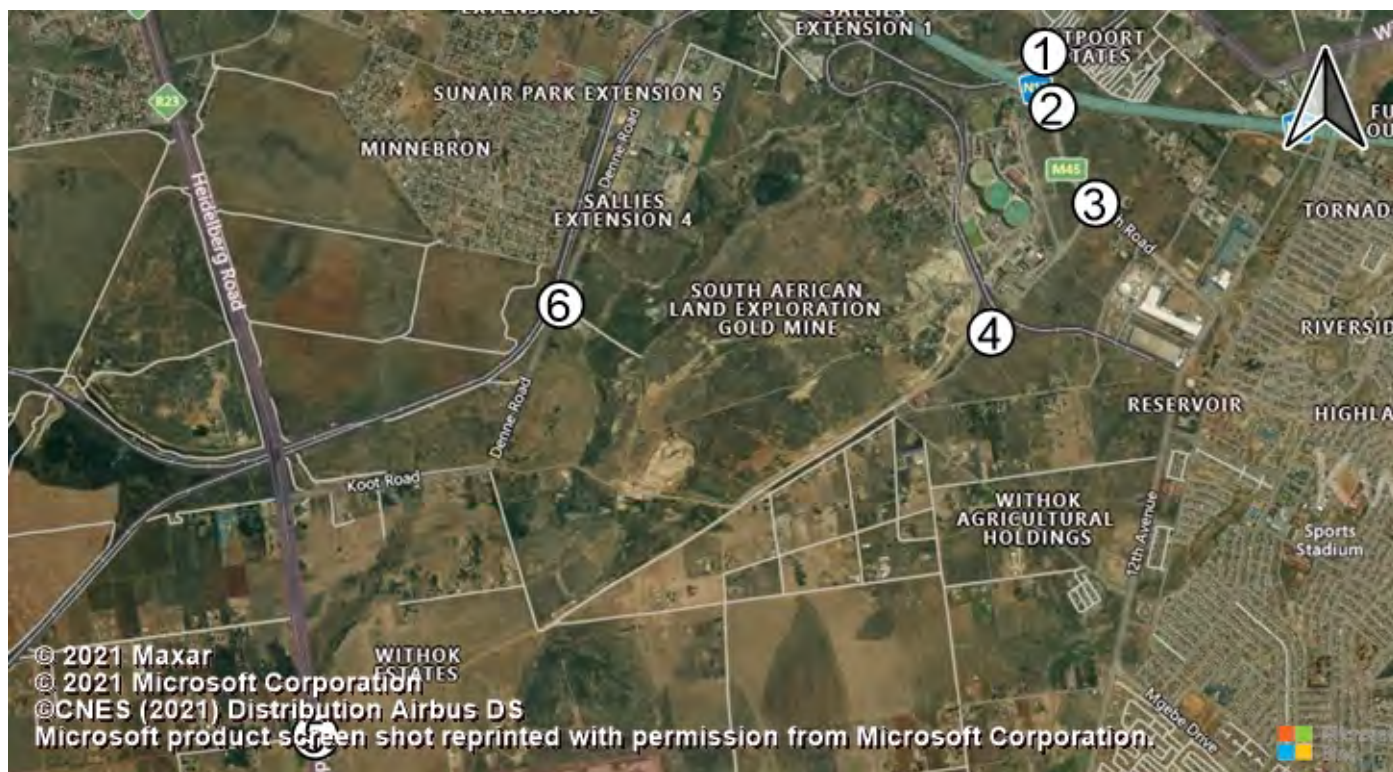 SALLIES
EXTENSION 1
1
TPOORT
TATES
R23
SUNAIR PARK EXTENSION 5
2
MINNEBRON
Denne Road
M45
SALLIES
EXTENSION 4
3
TORNAD
Heidelberg Road
SOUTH AFRICAN
LAND EXPLORATION
GOLD MINE
6
4
RIVERSID
RESERVOIR
HIGHLA
Denne Road
Koot Road
WITHOK
AGRICULTURAL
HOLDINGS
12th Avenue
Sports
Stadium
WITHOK
ESTATES
© 2021 Maxar
© 2021 Microsoft Corporation
©CNES (2021) Distribution Airbus DS
Microsoft product screen shot reprinted with permission from Microsoft Corporation.
5
Mgebe Drive